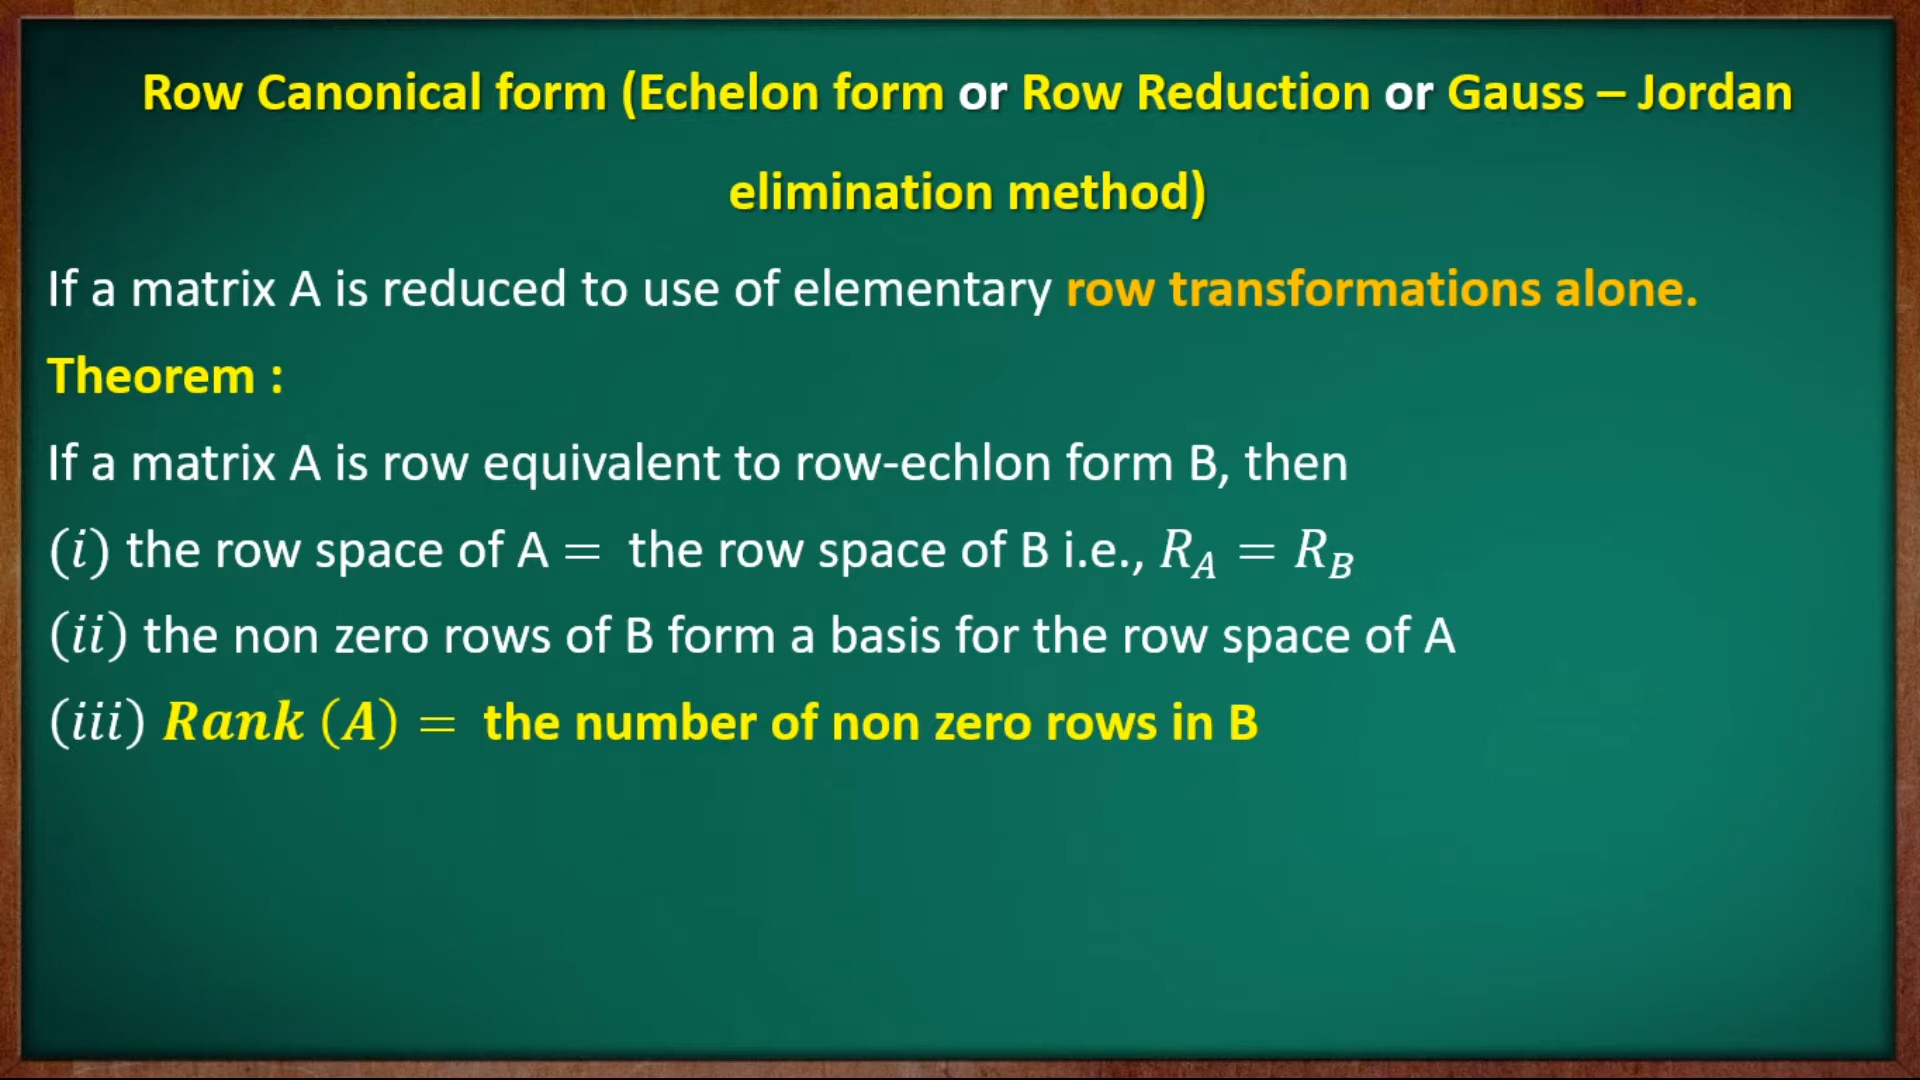 Row Canonical form (Echelon form or Row Reduction or Gauss – Jordan
elimination method)
If a matrix A is reduced to use of elementary row transformations alone.
Theorem :
If a matrix A is row equivalent to row-echlon form B, then
(i) the row space of A = the row space of B i.e., R_A = R_B
(ii) the non zero rows of B form a basis for the row space of A
(iii) Rank (A) = the number of non zero rows in B